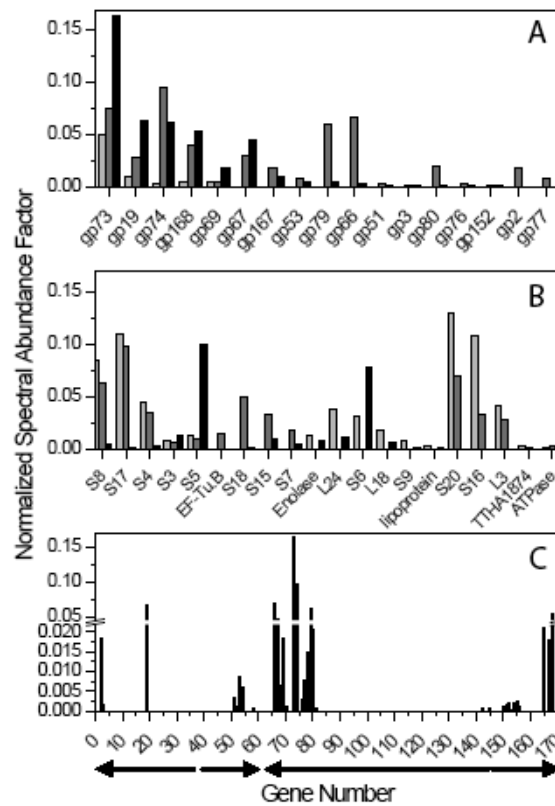 Normalized Spectral Abundance Factor
A
0.15
0.10
0.05
0.00
gp73 gp19 gp74 gp168 gp69 gp67 gp167 gp53 gp79 gp66 gp51 gp3 gp80 gp76 gp152 gp2 gp77
B
0.15
0.10
0.05
0.00
S8 S17 S4 S3 S5 EF-Tu.B S18 S15 S7 Enolase L24 S6 L18 S9 lipoprotein S20 S16 L3 TTHA1874 ATPase
C
0.15
0.10
0.05
0.020
0.015
0.010
0.005
0.000
0 10 20 30 40 50 60 70 80 90 100 110 120 130 140 150 160 170
Gene Number